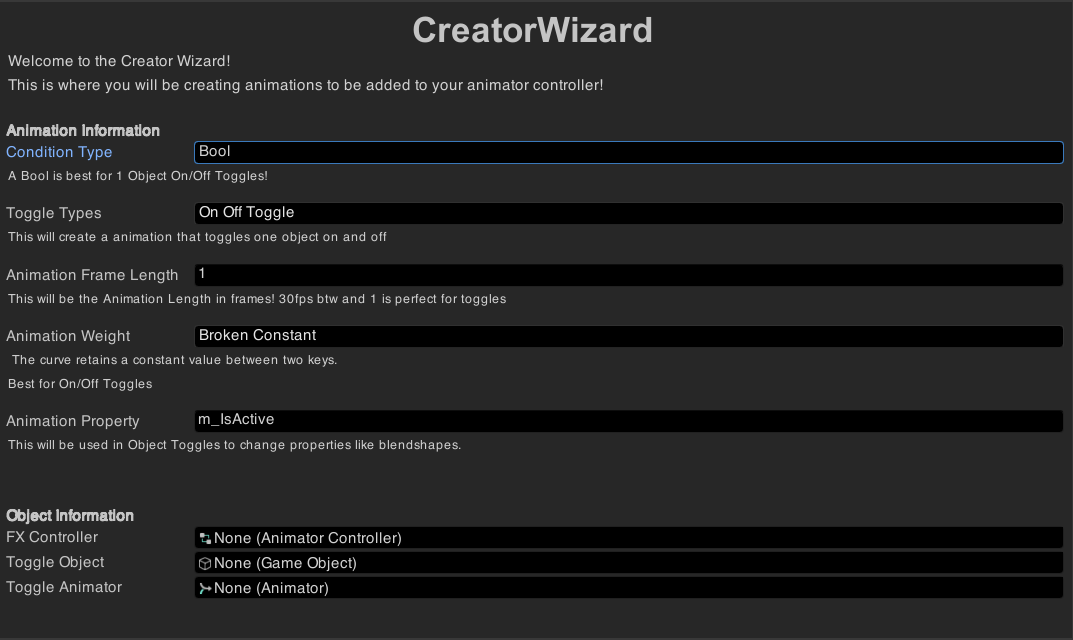 CreatorWizard
Welcome to the Creator Wizard!
This is where you will be creating animations to be added to your animator controller!
Animation Information
Condition Type Bool
A Bool is best for 1 Object On/Off Toggles!
Toggle Types On Off Toggle
This will create a animation that toggles one object on and off
Animation Frame Length 1
This will be the Animation Length in frames! 30fps btw and 1 is perfect for toggles
Animation Weight Broken Constant
The curve retains a constant value between two keys.
Best for On/Off Toggles
Animation Property m_IsActive
This will be used in Object Toggles to change properties like blendshapes.
Object Information
FX Controller None (Animator Controller)
Toggle Object None (Game Object)
Toggle Animator None (Animator)